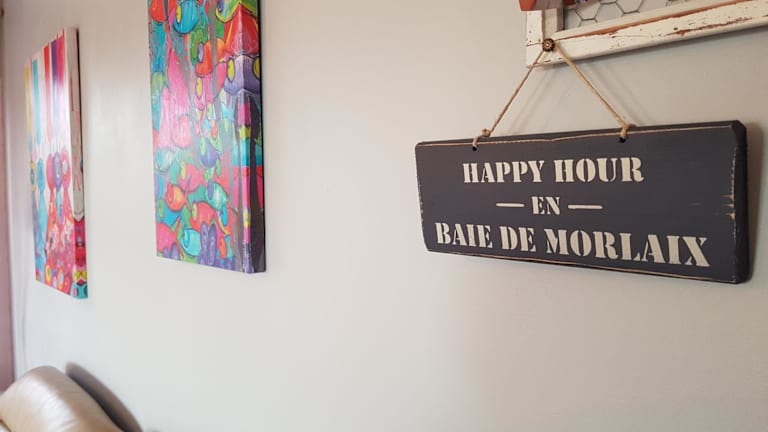 HAPPY HOUR
— EN —
BAIE DE MORLAIX